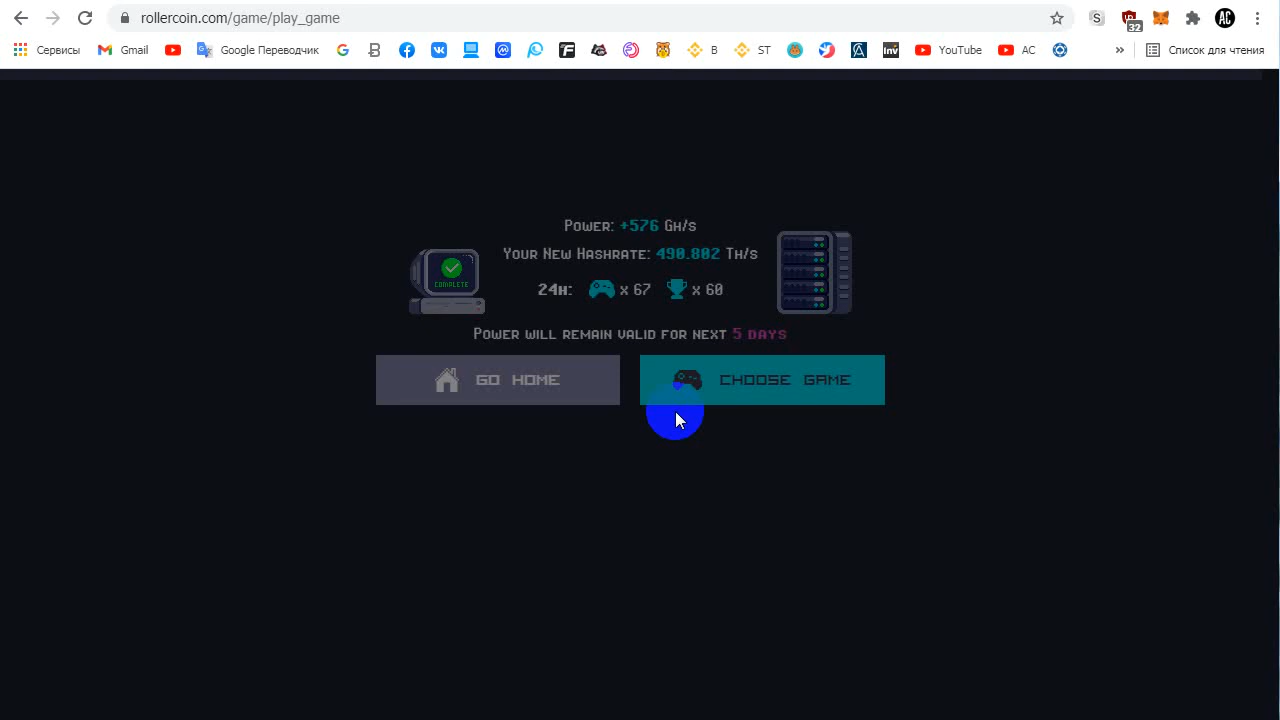 rollercoin.com/game/play_game
S
32
AC
Сервисы Gmail Google Переводчик B ST Inv YouTube AC » Список для чтения
Power: +576 Gh/s
Your New Hashrate: 490.802 Th/s
COMPLETE
24h: x 67 x 60
Power will remain valid for next 5 days
GO HOME CHOOSE GAME